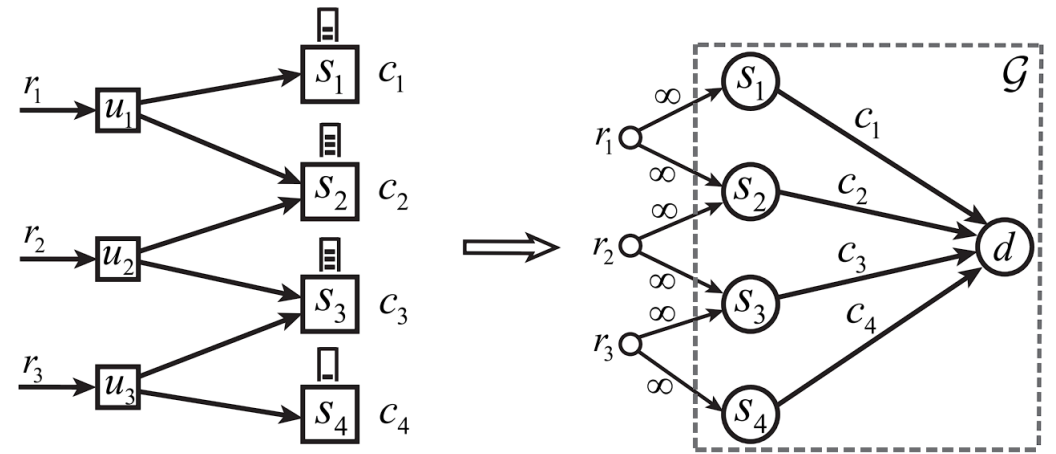 r₁ u₁ s₁ c₁
s₂ c₂
r₂ u₂
s₃ c₃
r₃ u₃
s₄ c₄
𝒢
∞ s₁
r₁ c₁
∞ s₂ c₂
∞
r₂ d
∞ c₃
∞ s₃
r₃ c₄
∞
s₄